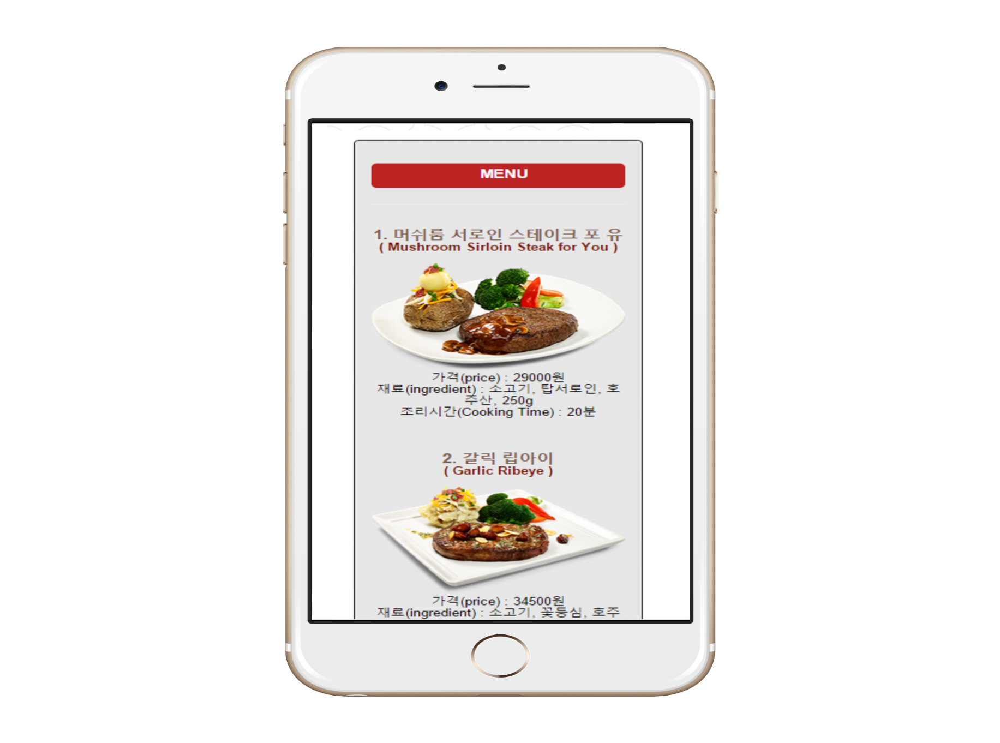 MENU
1. 머쉬룸 서로인 스테이크 포 유
( Mushroom Sirloin Steak for You )
가격(price) : 29000원
재료(ingredient) : 소고기, 탑서로인, 호
주산, 250g
조리시간(Cooking Time) : 20분
2. 갈릭 립아이
( Garlic Ribeye )
가격(price) : 34500원
재료(ingredient) : 소고기, 꽃등심, 호주